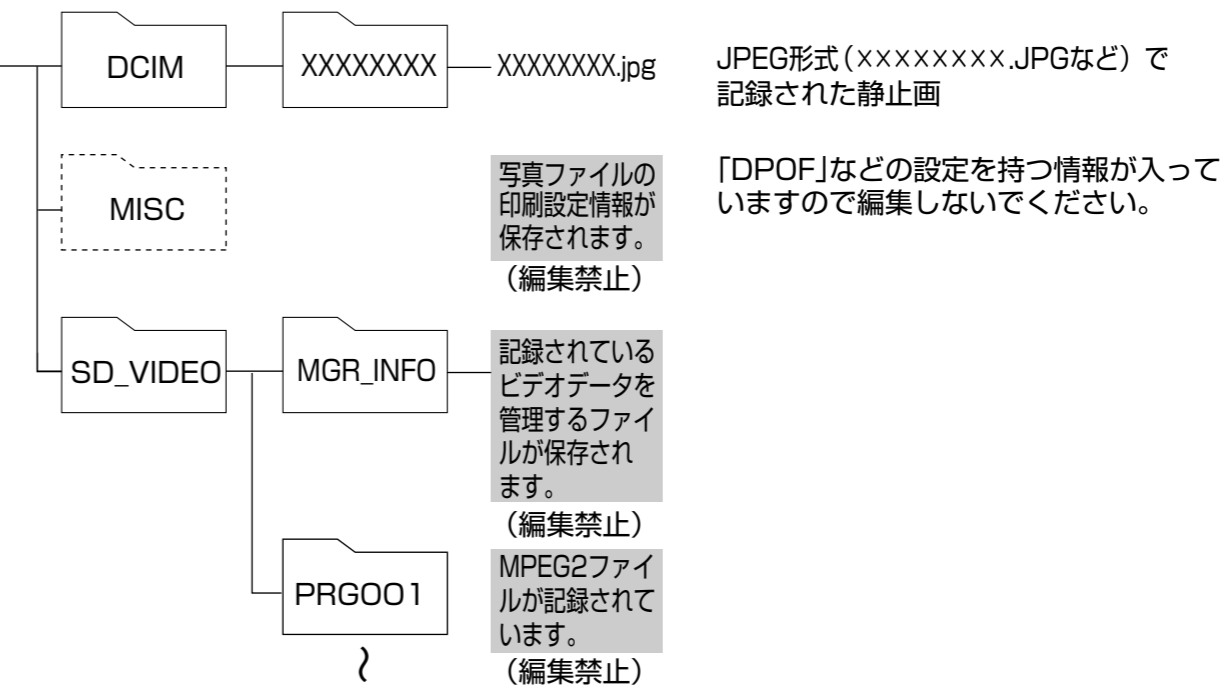 DCIM
XXXXXXXX
XXXXXXXX.jpg
JPEG形式(××××××××.JPGなど)で
記録された静止画
MISC
写真ファイルの
印刷設定情報が
保存されます。
(編集禁止)
「DPOF」などの設定を持つ情報が入って
いますので編集しないでください。
SD_VIDEO
MGR_INFO
記録されている
ビデオデータを
管理するファイ
ルが保存され
ます。
(編集禁止)
PRG001
MPEG2ファイ
ルが記録されて
います。
(編集禁止)
~